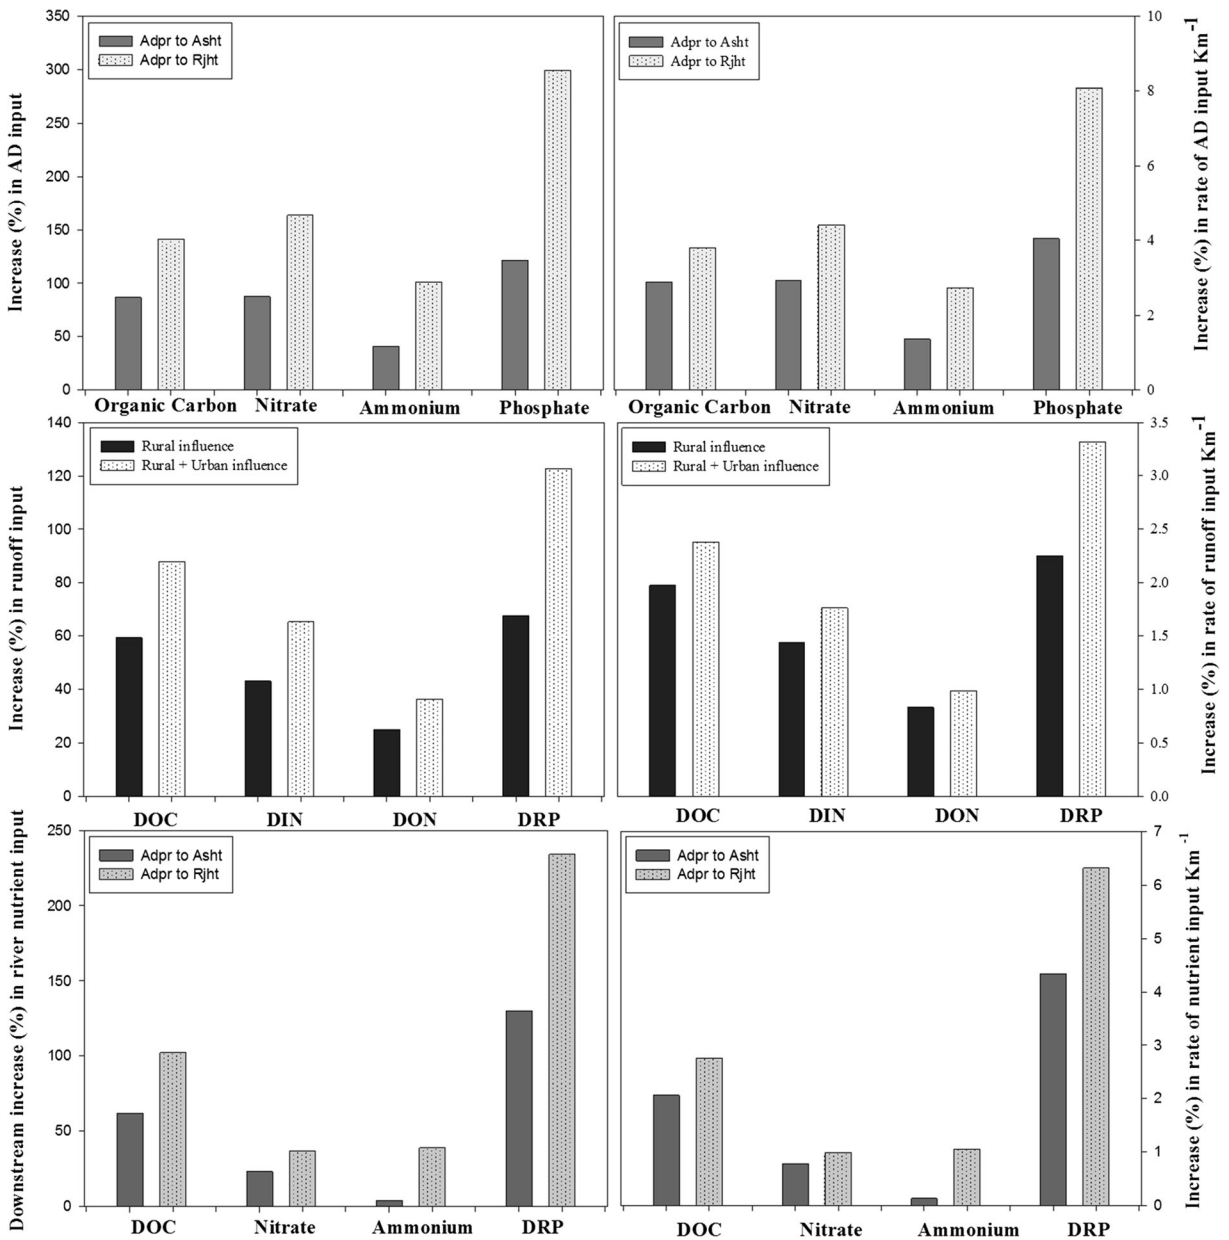 Increase (%) in AD input
350
300
250
200
150
100
50
0
Adpr to Asht
Adpr to Rjht
Organic Carbon Nitrate Ammonium Phosphate
Adpr to Asht
Adpr to Rjht
Organic Carbon Nitrate Ammonium Phosphate
10
8
6
4
2
0
Increase (%) in rate of AD input Km-1
Increase (%) in runoff input
140
120
100
80
60
40
20
0
Rural influence
Rural + Urban influence
DOC DIN DON DRP
Rural influence
Rural + Urban influence
DOC DIN DON DRP
3.5
3.0
2.5
2.0
1.5
1.0
0.5
0.0
Increase (%) in rate of runoff input Km-1
Downstream increase (%) in river nutrient input
250
200
150
100
50
0
Adpr to Asht
Adpr to Rjht
DOC Nitrate Ammonium DRP
Adpr to Asht
Adpr to Rjht
DOC Nitrate Ammonium DRP
7
6
5
4
3
2
1
0
Increase (%) in rate of nutrient input Km -1